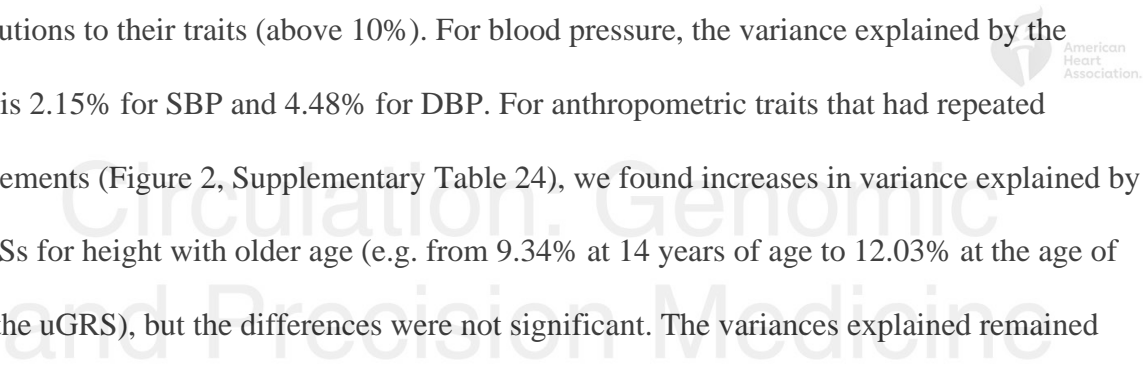 utions to their traits (above 10%). For blood pressure, the variance explained by the
American
Heart
Association.
is 2.15% for SBP and 4.48% for DBP. For anthropometric traits that had repeated
ements (Figure 2, Supplementary Table 24), we found increases in variance explained by
Circulation: Genomic
Ss for height with older age (e.g. from 9.34% at 14 years of age to 12.03% at the age of
and Precision Medicine
he uGRS), but the differences were not significant. The variances explained remained